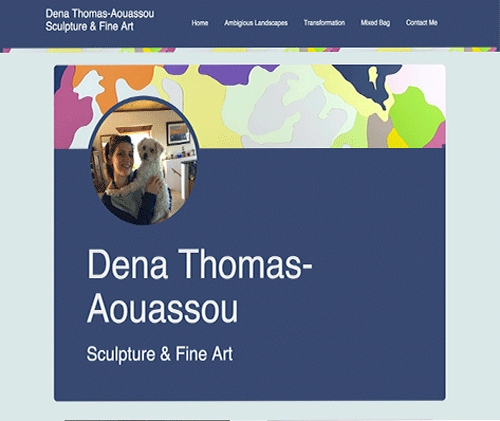 Dena Thomas-Aouassou
Sculpture & Fine Art
Home Ambigious Landscapes Transformation Mixed Bag Contact Me
Dena Thomas-
Aouassou
Sculpture & Fine Art